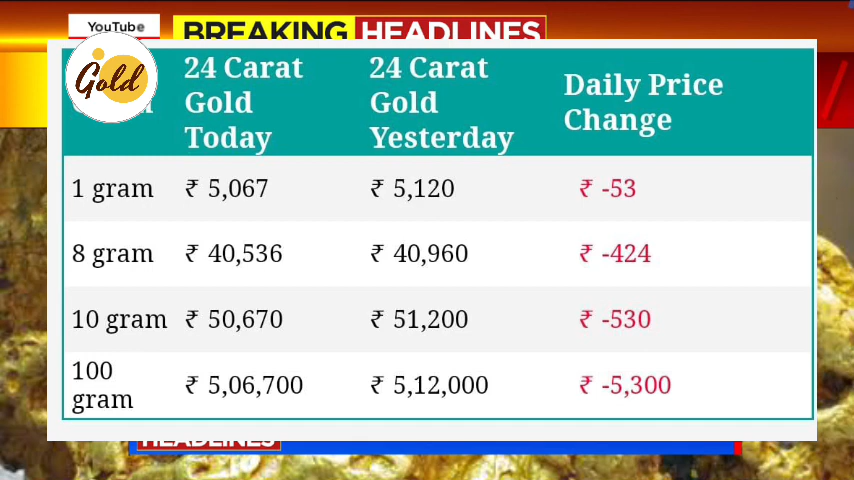 YouTube
BREAKING HEADLINES
Gold
24 Carat Gold Today
24 Carat Gold Yesterday
Daily Price Change
1 gram ₹ 5,067 ₹ 5,120 ₹ -53
8 gram ₹ 40,536 ₹ 40,960 ₹ -424
10 gram ₹ 50,670 ₹ 51,200 ₹ -530
100 gram ₹ 5,06,700 ₹ 5,12,000 ₹ -5,300
HEADLINES